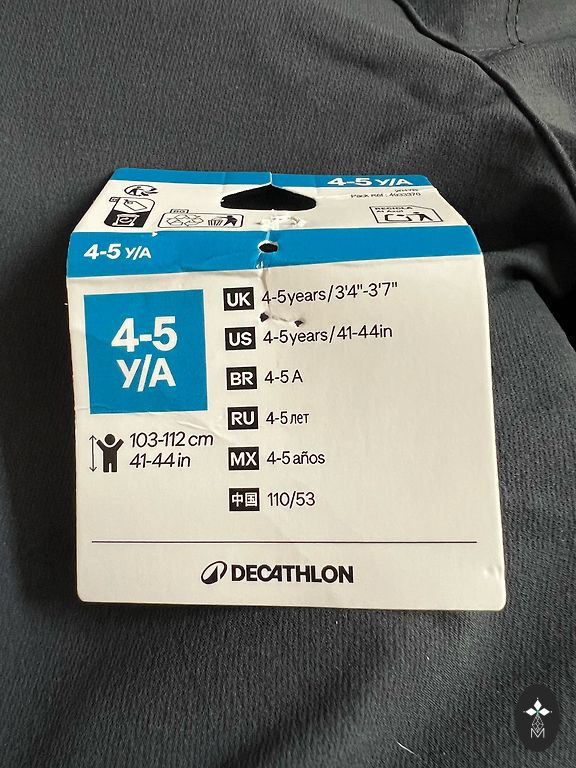 4-5 Y/A
4-5 Y/A
4-5
Y/A
103-112 cm
41-44 in
UK 4-5years/3'4"-3'7"
US 4-5years/41-44in
BR 4-5 A
RU 4-5 лет
MX 4-5 años
中国 110/53
DECATHLON